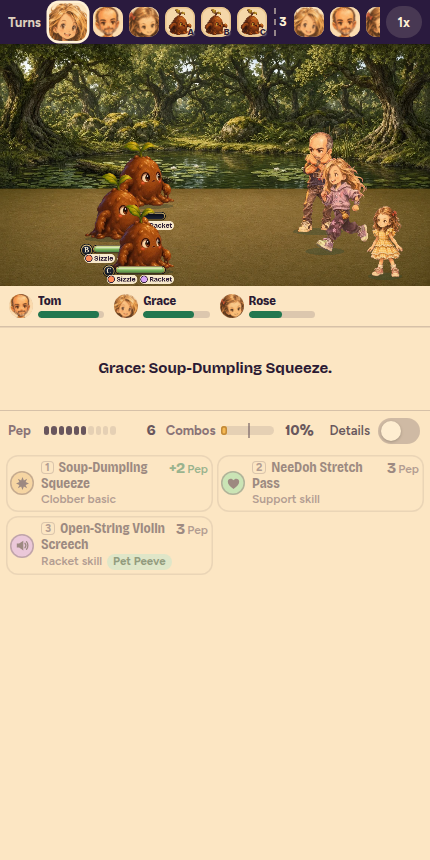 Turns
A
B
C
3
1x
Racket
B
Sizzle
C
Sizzle
Racket
Tom
Grace
Rose
Grace: Soup-Dumpling Squeeze.
Pep
6
Combos
10%
Details
1 Soup-Dumpling +2 Pep
Squeeze
Clobber basic
2 NeeDoh Stretch 3 Pep
Pass
Support skill
3 Open-String Violin 3 Pep
Screech
Racket skill Pet Peeve